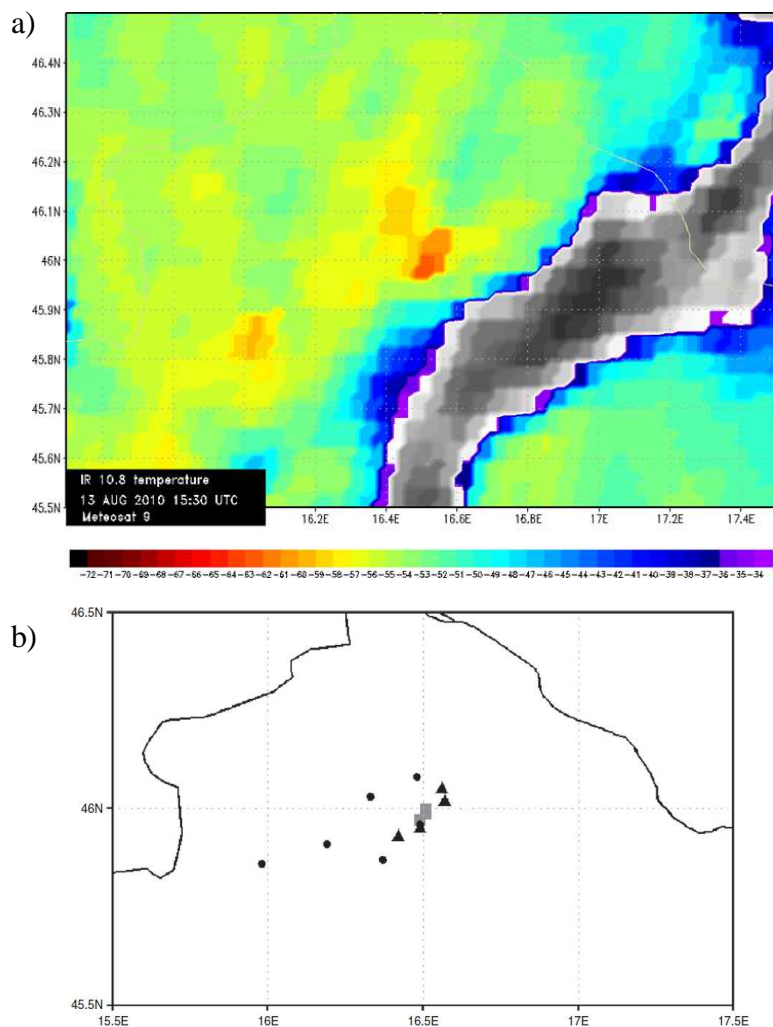 a)
46.4N
46.3N
46.2N
46.1N
46N
45.9N
45.8N
45.7N
45.6N
45.5N
IR 10.8 temperature
13 AUG 2010 15:30 UTC
Meteosat 9
16.2E 16.4E 16.6E 16.8E 17E 17.2E 17.4E
-72 -71 -70 -69 -68 -67 -66 -65 -64 -63 -62 -61 -60 -59 -58 -57 -56 -55 -54 -53 -52 -51 -50 -49 -48 -47 -46 -45 -44 -43 -42 -41 -40 -39 -38 -37 -36 -35 -34
b)
46.5N
46N
45.5N
15.5E 16E 16.5E 17E 17.5E